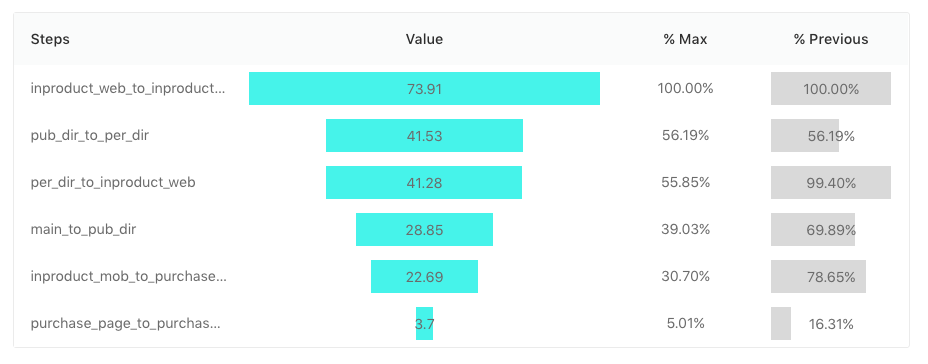 Steps Value % Max % Previous
inproduct_web_to_inproduct... 73.91 100.00% 100.00%
pub_dir_to_per_dir 41.53 56.19% 56.19%
per_dir_to_inproduct_web 41.28 55.85% 99.40%
main_to_pub_dir 28.85 39.03% 69.89%
inproduct_mob_to_purchase... 22.69 30.70% 78.65%
purchase_page_to_purchas... 3.7 5.01% 16.31%